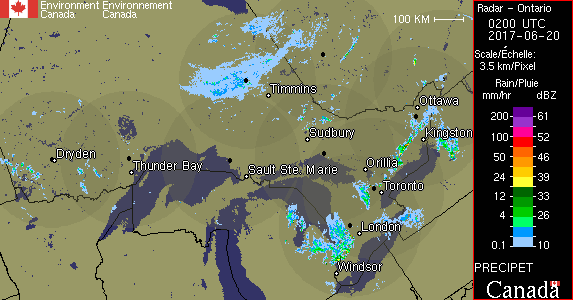 Environment Environnement
Canada Canada
100 KM
Timmins
Ottawa
Sudbury
Kingston
Dryden
Thunder Bay
Sault Ste. Marie
Orillia
Toronto
London
Windsor
Radar - Ontario
0200 UTC
2017-06-20
Scale/Échelle:
3.5 km/Pixel
Rain/Pluie
mm/hr dBZ
200 61
100 52
50 46
24 39
12 33
4 26
0.1 10
PRECIPET
Canada